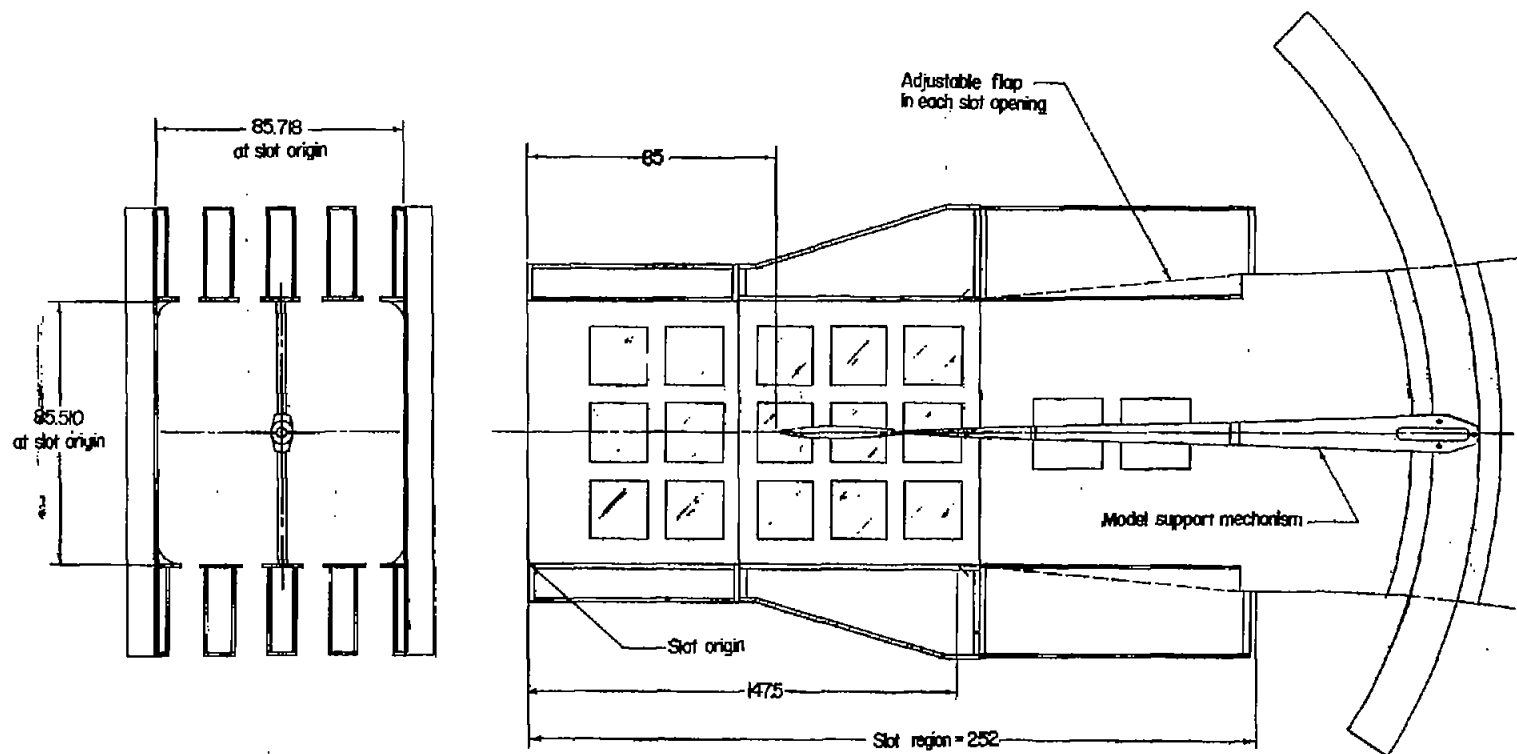 Adjustable flap
in each slot opening
85.718
at slot origin
85
85.510
at slot origin
Model support mechanism
Slot origin
147.5
Slot region = 252